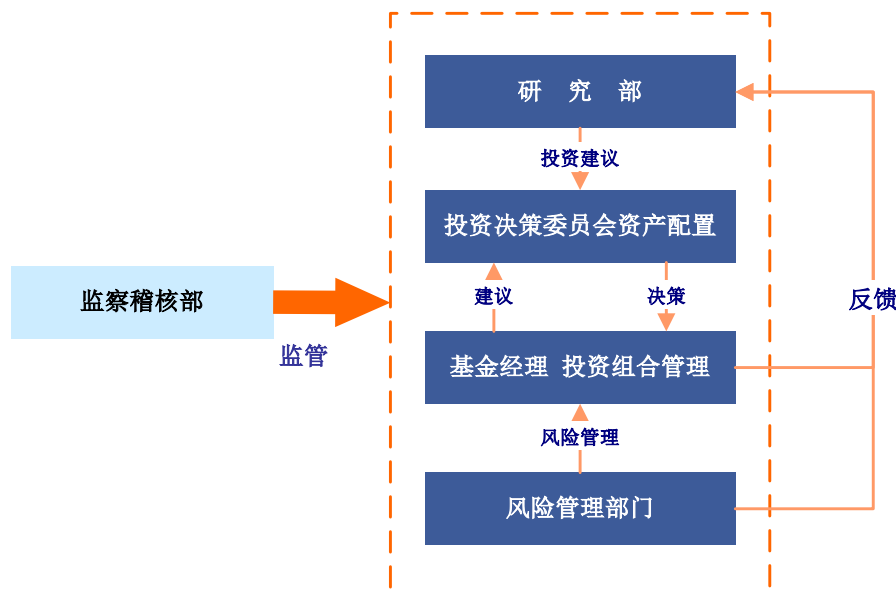 研 究 部
投资建议
投资决策委员会资产配置
建议
决策
监察稽核部
监管
反馈
基金经理 投资组合管理
风险管理
风险管理部门